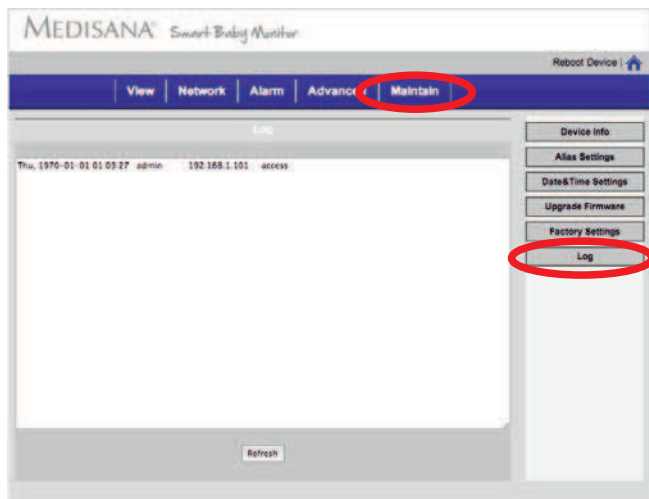 MEDISANA® Smart Baby Monitor
Reboot Device |
View | Network | Alarm | Advanced | Maintain
Log
Device Info
Alias Settings
Date&Time Settings
Upgrade Firmware
Factory Settings
Log
Thu, 1970-01-01 01:03:27 admin 192.168.1.101 access
Refresh